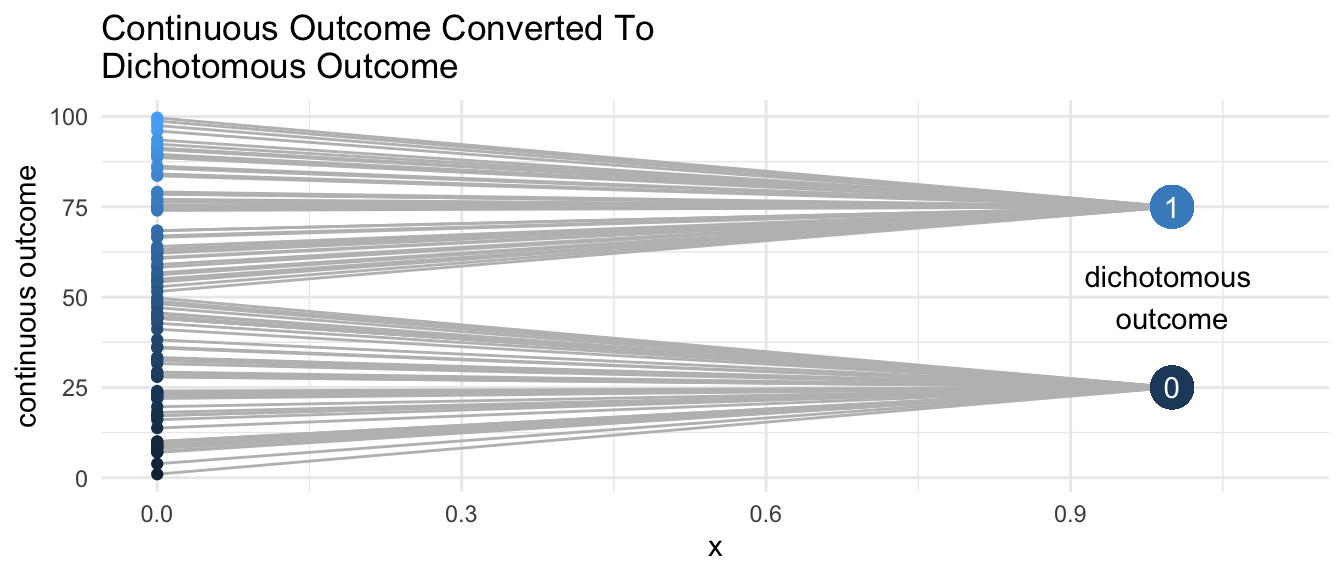 Continuous Outcome Converted To
Dichotomous Outcome
continuous outcome
100
75
50
25
0
1
dichotomous
outcome
0
0.0
0.3
0.6
0.9
x